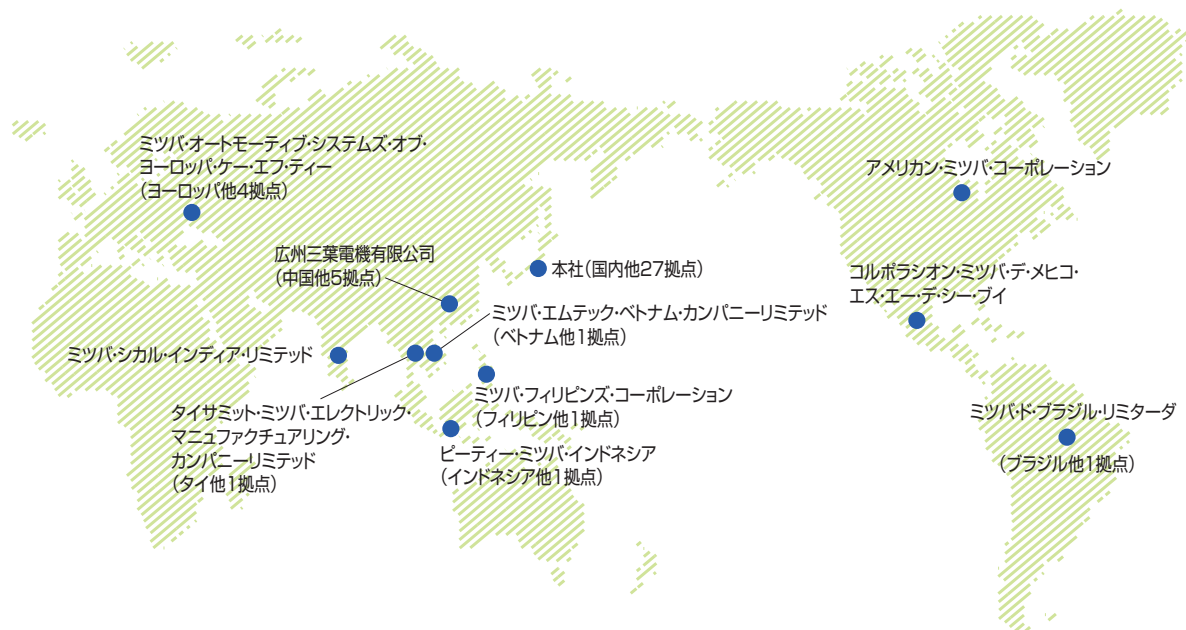 ミツバ・オートモーティブ・システムズ・オブ・
ヨーロッパ・ケー・エフ・ティー
（ヨーロッパ他4拠点）
アメリカン・ミツバ・コーポレーション
広州三葉電機有限公司
（中国他5拠点）
本社（国内他27拠点）
コルポラシオン・ミツバ・デ・メヒコ・
エス・エー・デ・シー・ブイ
ミツバ・エムテック・ベトナム・カンパニーリミテッド
（ベトナム他1拠点）
ミツバ・シカル・インディア・リミテッド
ミツバ・フィリピンズ・コーポレーション
（フィリピン他1拠点）
タイサミット・ミツバ・エレクトリック・
マニュファクチュアリング・
カンパニーリミテッド
（タイ他1拠点）
ピーティー・ミツバ・インドネシア
（インドネシア他1拠点）
ミツバ・ド・ブラジル・リミターダ
（ブラジル他1拠点）